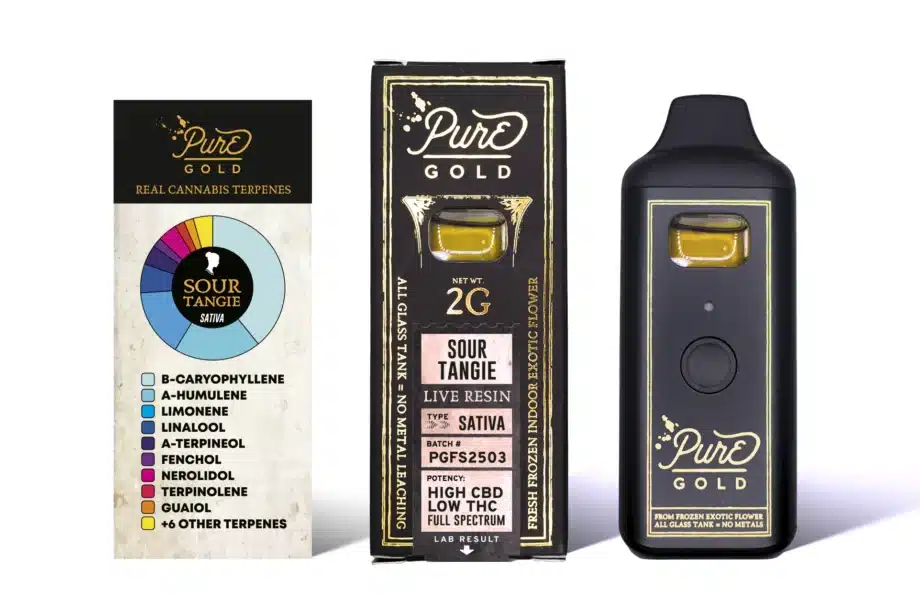 Pure
GOLD
REAL CANNABIS TERPENES
SOUR
TANGIE
SATIVA
B-CARYOPHYLLENE
A-HUMULENE
LIMONENE
LINALOOL
A-TERPINEOL
FENCHOL
NEROLIDOL
TERPINOLENE
GUAIOL
+6 OTHER TERPENES
Pure
GOLD
NET WT.
2G
ALL GLASS TANK = NO METAL LEACHING
FRESH FROZEN INDOOR EXOTIC FLOWER
SOUR
TANGIE
LIVE RESIN
TYPE
>> SATIVA
BATCH #
PGFS2503
POTENCY:
HIGH CBD
LOW THC
FULL SPECTRUM
LAB RESULT
Pure
GOLD
FROM FROZEN EXOTIC FLOWER
ALL GLASS TANK = NO METALS